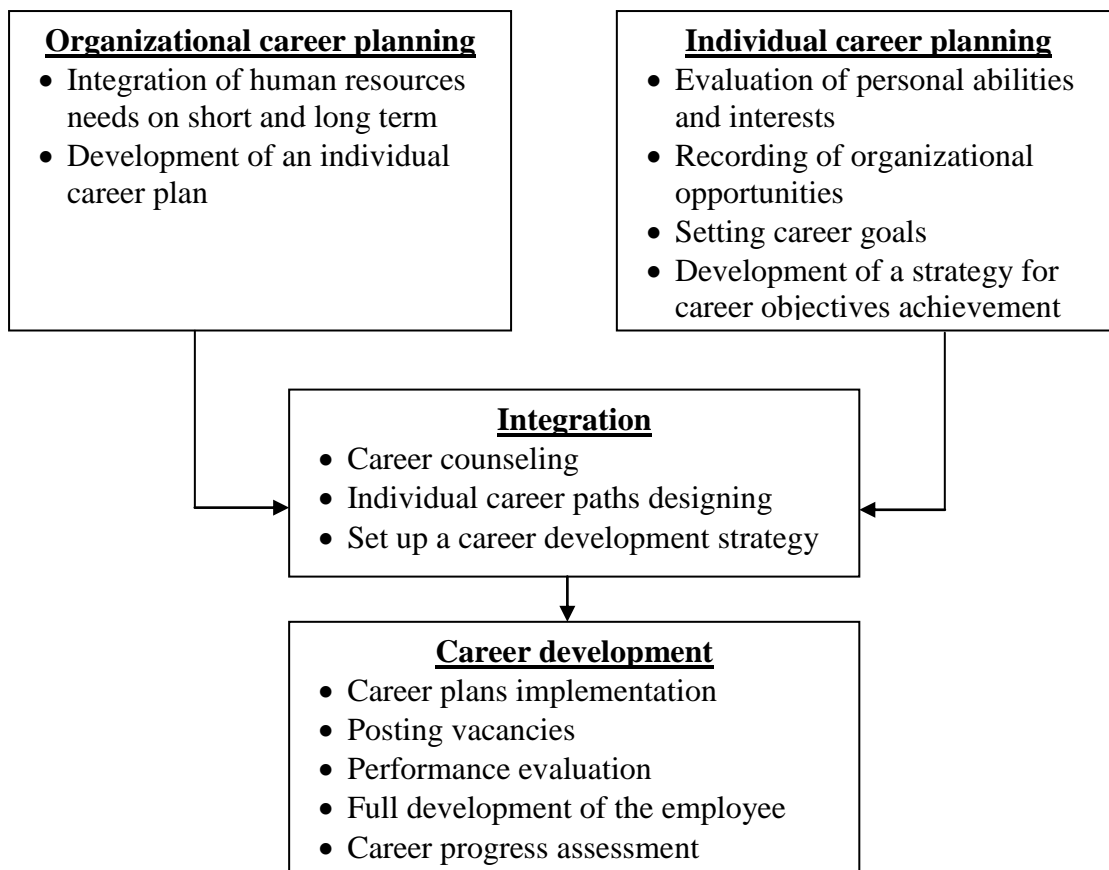 Organizational career planning
• Integration of human resources
needs on short and long term
• Development of an individual
career plan
Individual career planning
• Evaluation of personal abilities
and interests
• Recording of organizational
opportunities
• Setting career goals
• Development of a strategy for
career objectives achievement
Integration
• Career counseling
• Individual career paths designing
• Set up a career development strategy
Career development
• Career plans implementation
• Posting vacancies
• Performance evaluation
• Full development of the employee
• Career progress assessment